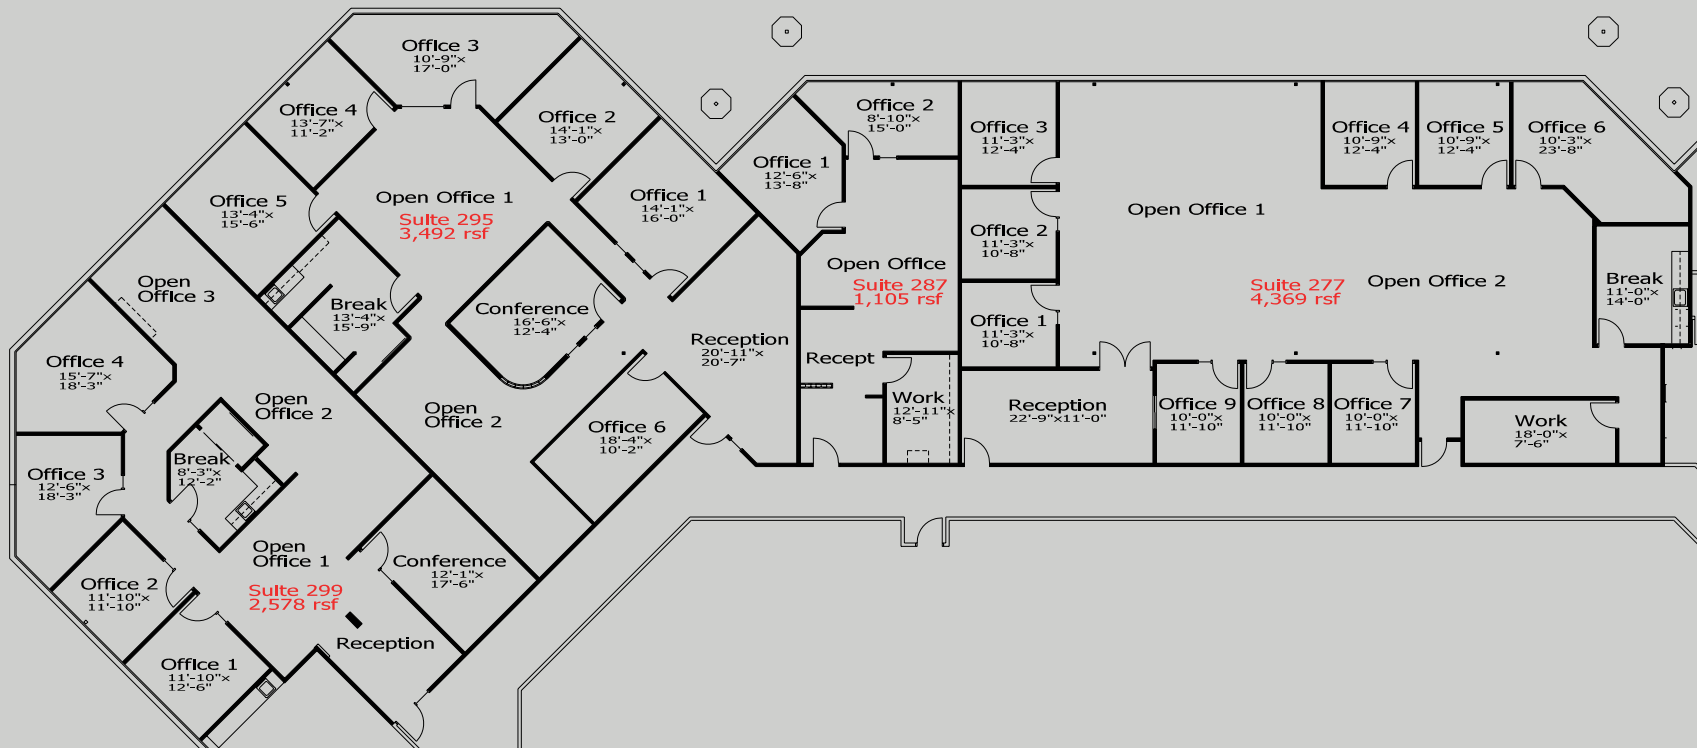 Office 3
10'-9"x
17'-0"
Office 4
13'-7"x
11'-2"
Office 2
14'-1"x
13'-0"
Office 5
13'-4"x
15'-6"
Open Office 1
Suite 295
3,492 rsf
Office 1
14'-1"x
16'-0"
Break
13'-4"x
15'-9"
Conference
16'-6"x
12'-4"
Reception
20'-11"x
20'-7"
Open
Office 2
Office 6
18'-4"x
10'-2"
Open
Office 3
Office 4
15'-7"x
18'-3"
Open
Office 2
Office 3
12'-6"x
18'-3"
Break
8'-3"x
12'-2"
Open
Office 1
Suite 299
2,578 rsf
Conference
12'-1"x
17'-6"
Office 2
11'-10"x
11'-10"
Office 1
11'-10"x
12'-6"
Reception
Office 2
8'-10"x
15'-0"
Office 1
12'-6"x
13'-8"
Open Office
Suite 287
1,105 rsf
Recept
Work
12'-11"x
8'-5"
Office 3
11'-3"x
12'-4"
Office 2
11'-3"x
10'-8"
Office 1
11'-3"x
10'-8"
Open Office 1
Office 4
10'-9"x
12'-4"
Office 5
10'-9"x
12'-4"
Office 6
10'-3"x
23'-8"
Suite 277
4,369 rsf
Open Office 2
Break
11'-0"x
14'-0"
Reception
22'-9"x11'-0"
Office 9
10'-0"x
11'-10"
Office 8
10'-0"x
11'-10"
Office 7
10'-0"x
11'-10"
Work
18'-0"x
7'-6"